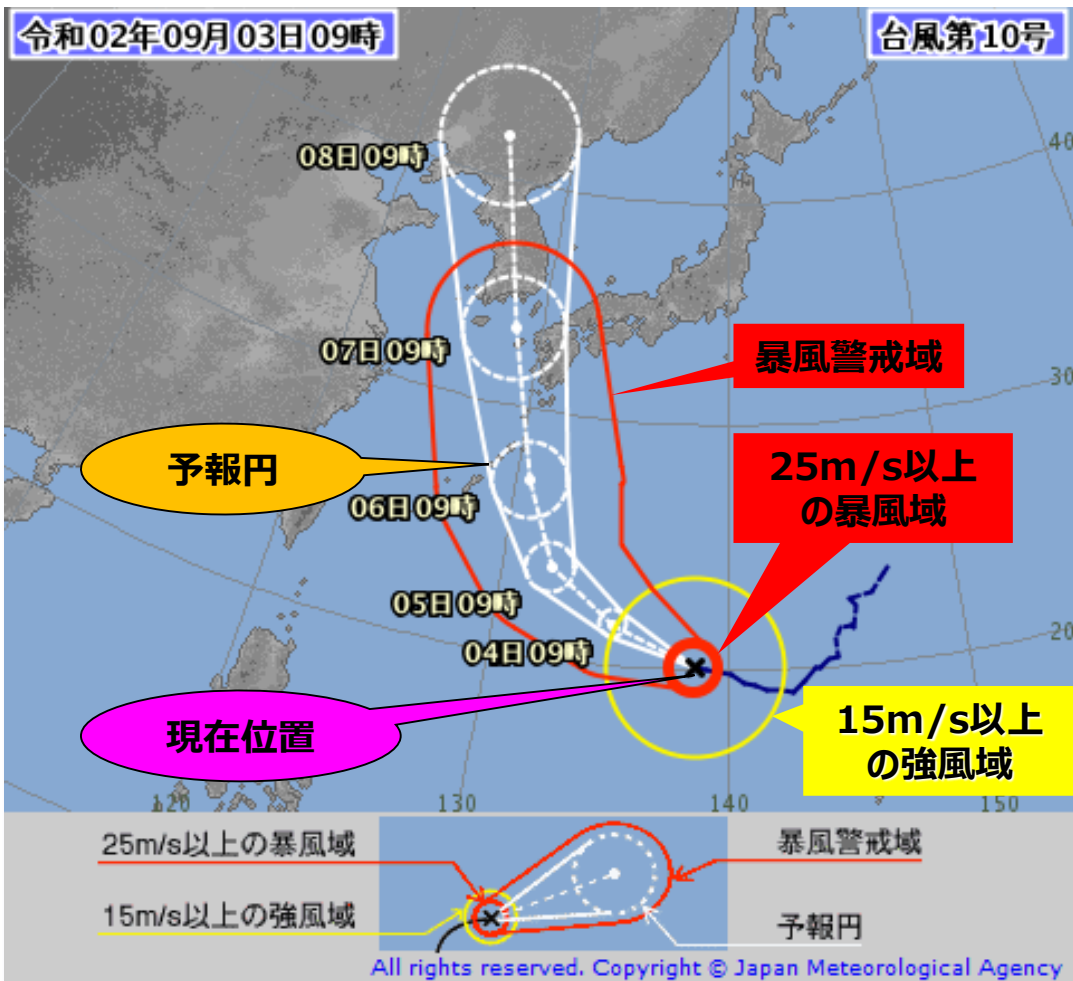 令和02年09月03日09時
台風第10号
40
08日09時
07日09時
暴風警戒域
30
予報円
25m/s以上
の暴風域
06日09時
05日09時
20
04日09時
現在位置
15m/s以上
の強風域
120
130
140
150
25m/s以上の暴風域
暴風警戒域
15m/s以上の強風域
予報円
All rights reserved. Copyright © Japan Meteorological Agency